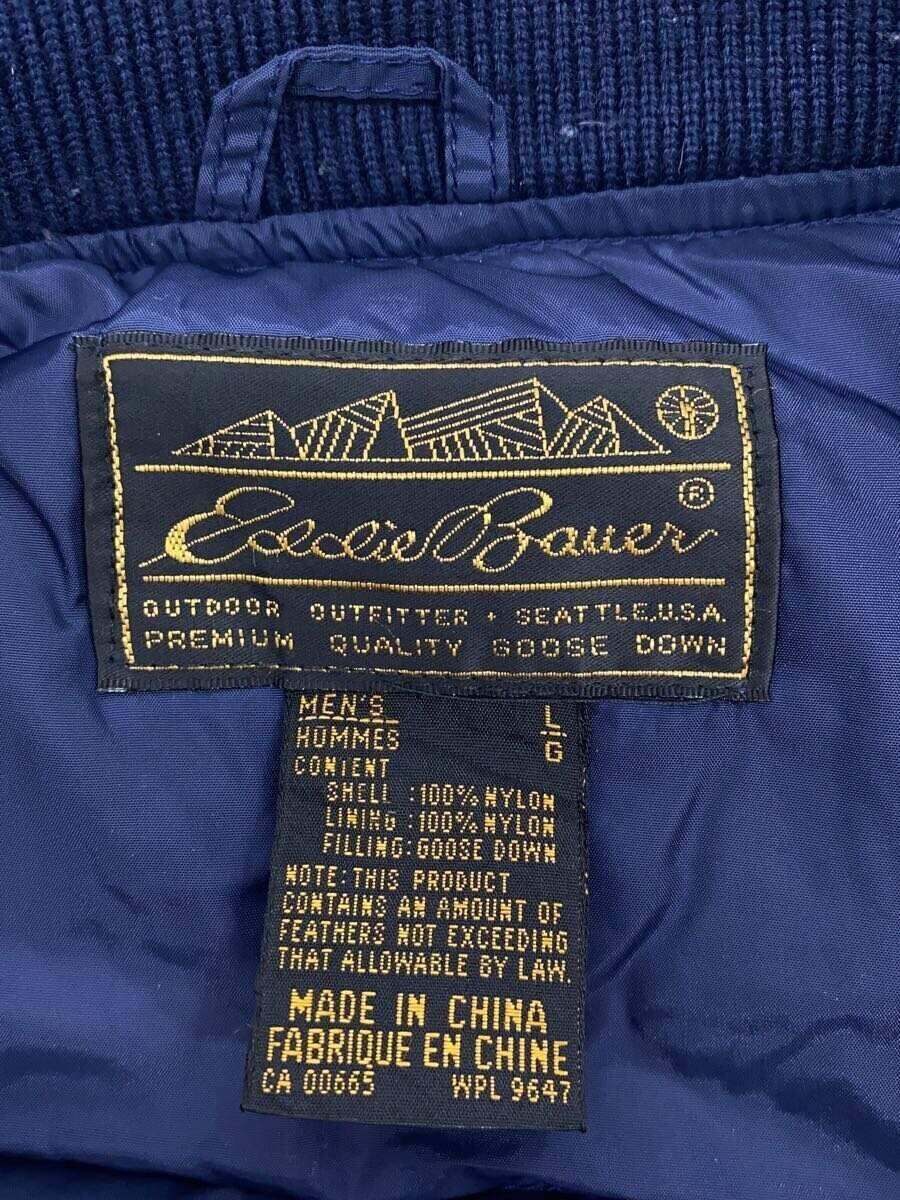 Eddie Bauer ®
OUTDOOR OUTFITTER · SEATTLE,U.S.A.
PREMIUM QUALITY GOOSE DOWN
MEN'S L
HUMMES G
CONTENT
SHELL :100% NYLON
LINING :100% NYLON
FILLING:GOOSE DOWN
NOTE:THIS PRODUCT
CONTAINS AN AMOUNT OF
FEATHERS NOT EXCEEDING
THAT ALLOWABLE BY LAW.
MADE IN CHINA
FABRIQUE EN CHINE
CA 00665 WPL 9647